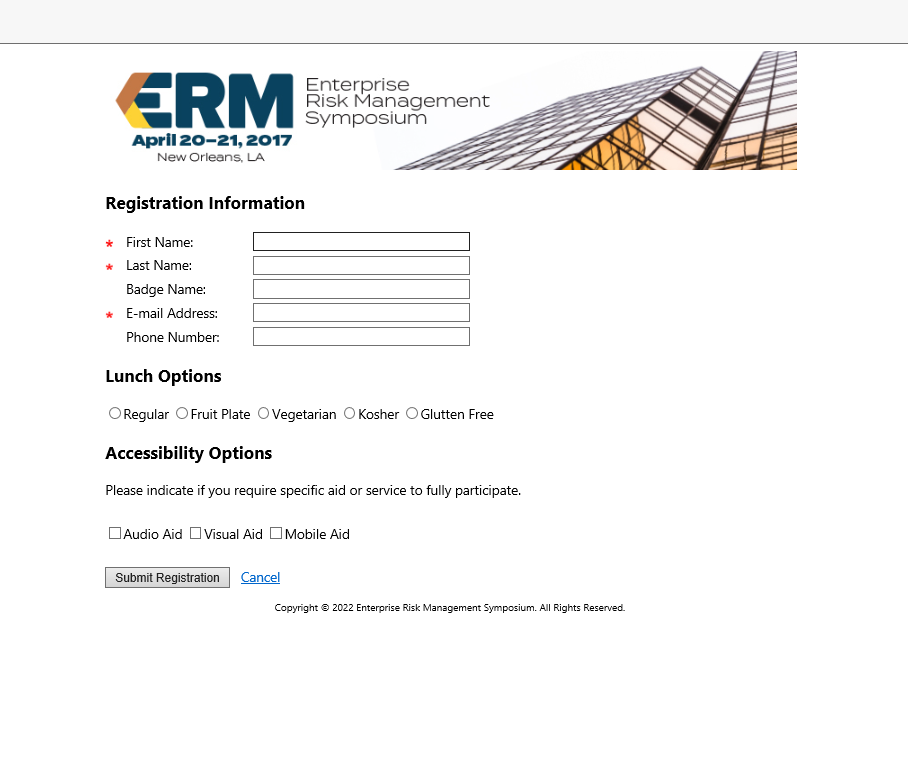 ERM
April 20–21, 2017
New Orleans, LA
Enterprise
Risk Management
Symposium
Registration Information
* First Name:
* Last Name:
Badge Name:
* E-mail Address:
Phone Number:
Lunch Options
Regular Fruit Plate Vegetarian Kosher Glutten Free
Accessibility Options
Please indicate if you require specific aid or service to fully participate.
Audio Aid Visual Aid Mobile Aid
Submit Registration Cancel
Copyright © 2022 Enterprise Risk Management Symposium. All Rights Reserved.